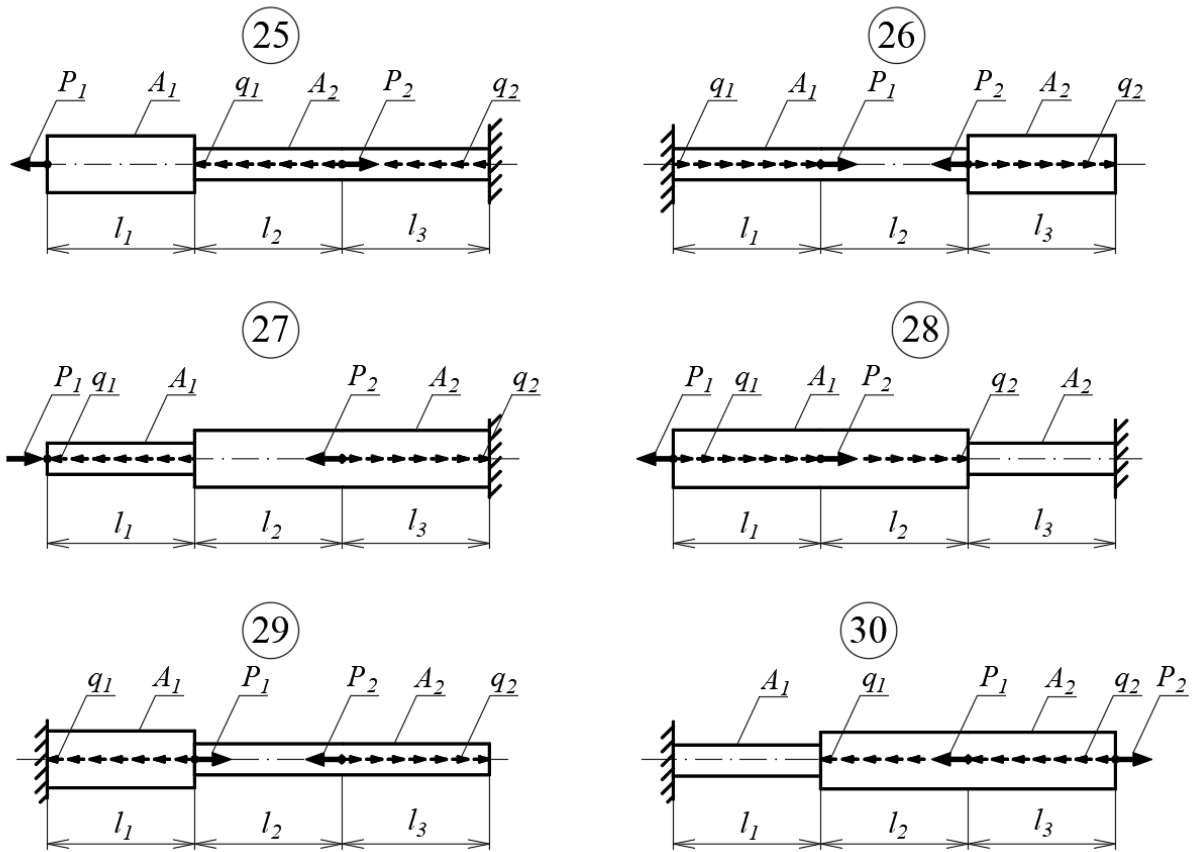 25 26
P1 A1 q1 A2 P2 q2 q1 A1 P1 P2 A2 q2
l1 l2 l3 l1 l2 l3
27 28
P1 q1 A1 P2 A2 q2 P1 q1 A1 P2 q2 A2
l1 l2 l3 l1 l2 l3
29 30
q1 A1 P1 P2 A2 q2 A1 q1 P1 A2 q2 P2
l1 l2 l3 l1 l2 l3